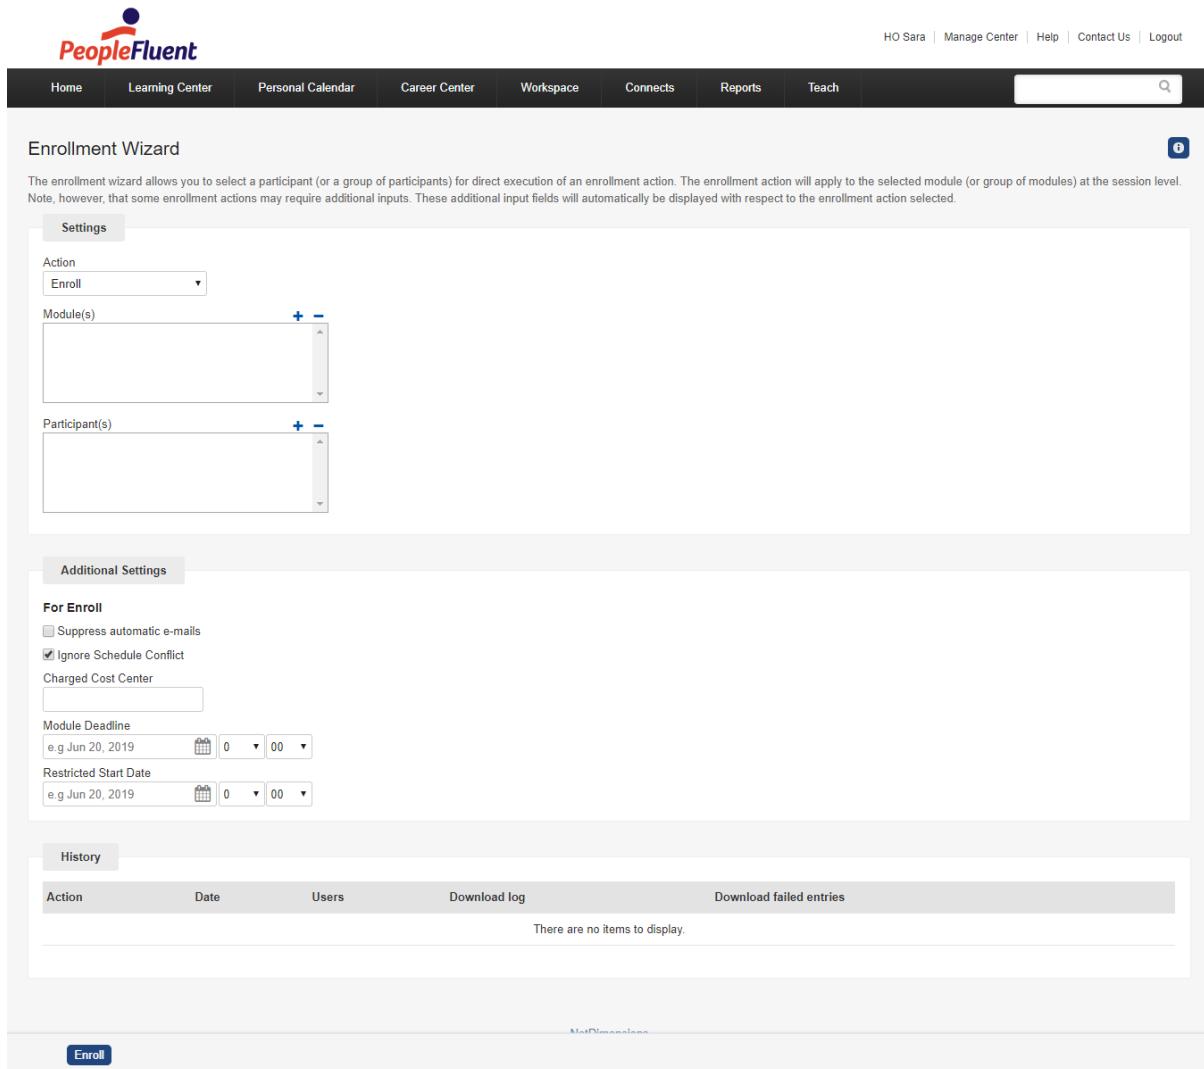 PeopleFluent
HO Sara | Manage Center | Help | Contact Us | Logout
Home Learning Center Personal Calendar Career Center Workspace Connects Reports Teach
Enrollment Wizard
The enrollment wizard allows you to select a participant (or a group of participants) for direct execution of an enrollment action. The enrollment action will apply to the selected module (or group of modules) at the session level.
Note, however, that some enrollment actions may require additional inputs. These additional input fields will automatically be displayed with respect to the enrollment action selected.
Settings
Action
Enroll
Module(s)
Participant(s)
Additional Settings
For Enroll
Suppress automatic e-mails
Ignore Schedule Conflict
Charged Cost Center
Module Deadline
e.g Jun 20, 2019 0 00
Restricted Start Date
e.g Jun 20, 2019 0 00
History
Action Date Users Download log Download failed entries
There are no items to display.
NetDimensions
Enroll